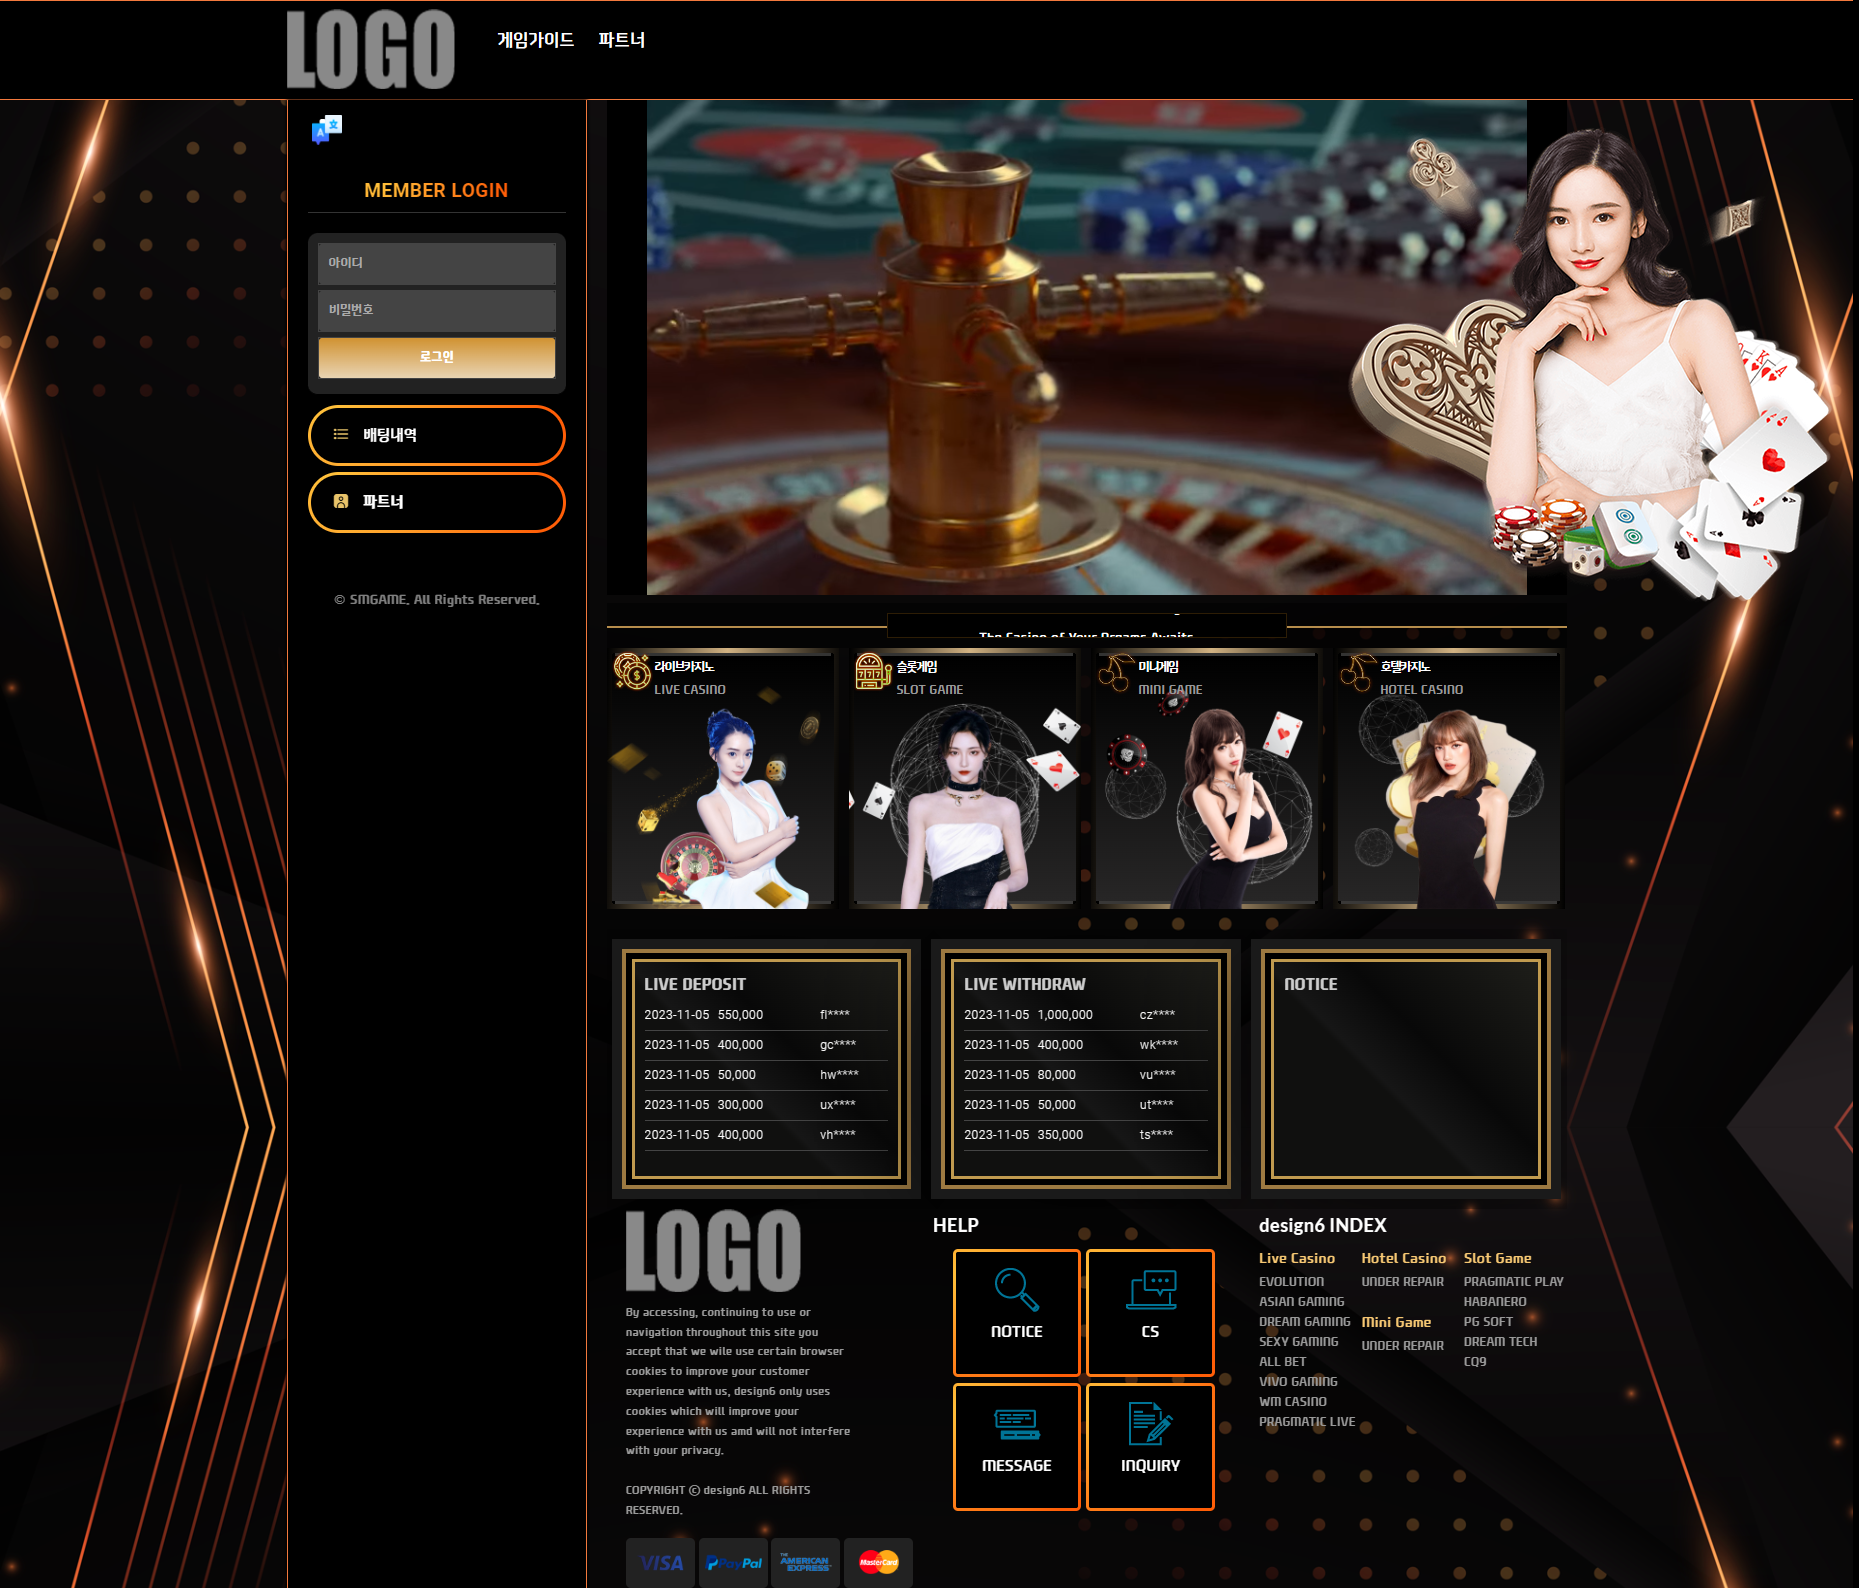 LOGO
게임가이드 파트너
MEMBER LOGIN
아이디
비밀번호
로그인
배팅내역
파트너
© SMGAME. All Rights Reserved.
The Casino of Your Dreams Awaits
라이브카지노
LIVE CASINO
슬롯게임
SLOT GAME
미니게임
MINI GAME
호텔카지노
HOTEL CASINO
LIVE DEPOSIT
2023-11-05 550,000 fl****
2023-11-05 400,000 gc****
2023-11-05 50,000 hw****
2023-11-05 300,000 ux****
2023-11-05 400,000 vh****
LIVE WITHDRAW
2023-11-05 1,000,000 cz****
2023-11-05 400,000 wk****
2023-11-05 80,000 vu****
2023-11-05 50,000 ut****
2023-11-05 350,000 ts****
NOTICE
LOGO
By accessing, continuing to use or
navigation throughout this site you
accept that we wile use certain browser
cookies to improve your customer
experience with us, design6 only uses
cookies which will improve your
experience with us amd will not interfere
with your privacy.
COPYRIGHT © design6 ALL RIGHTS
RESERVED.
VISA PayPal THE AMERICAN EXPRESS MasterCard
HELP
NOTICE
CS
MESSAGE
INQUIRY
design6 INDEX
Live Casino
EVOLUTION
ASIAN GAMING
DREAM GAMING
SEXY GAMING
ALL BET
VIVO GAMING
WM CASINO
PRAGMATIC LIVE
Hotel Casino
UNDER REPAIR
Mini Game
UNDER REPAIR
Slot Game
PRAGMATIC PLAY
HABANERO
PG SOFT
DREAM TECH
CQ9